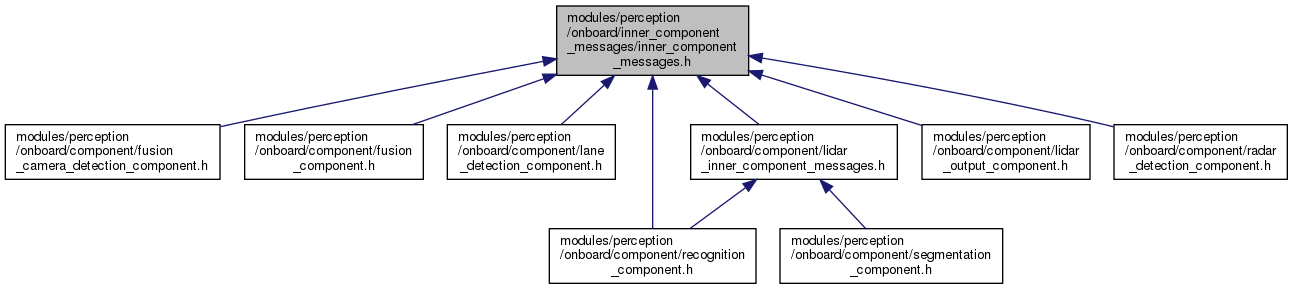 modules/perception
/onboard/inner_component
_messages/inner_component
_messages.h
modules/perception
/onboard/component/fusion
_camera_detection_component.h
modules/perception
/onboard/component/fusion
_component.h
modules/perception
/onboard/component/lane
_detection_component.h
modules/perception
/onboard/component/lidar
_inner_component_messages.h
modules/perception
/onboard/component/lidar
_output_component.h
modules/perception
/onboard/component/radar
_detection_component.h
modules/perception
/onboard/component/recognition
_component.h
modules/perception
/onboard/component/segmentation
_component.h